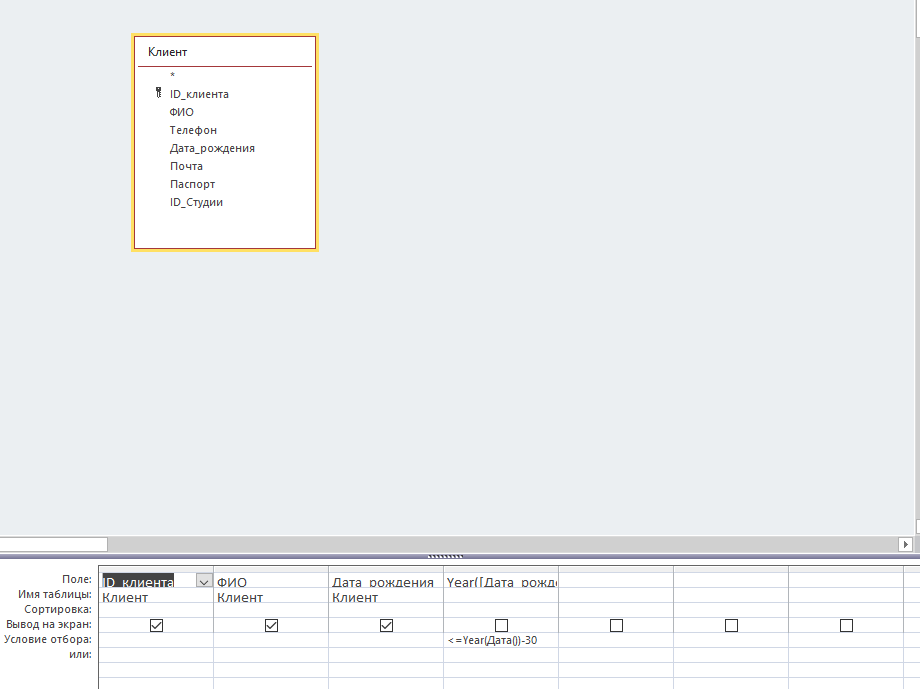 Клиент
*
ID_клиента
ФИО
Телефон
Дата_рождения
Почта
Паспорт
ID_Студии
Поле: ID_клиента ФИО Дата_рождения Year([Дата_рожд
Имя таблицы: Клиент Клиент Клиент
Сортировка:
Вывод на экран:
Условие отбора: <=Year(Дата())-30
или: